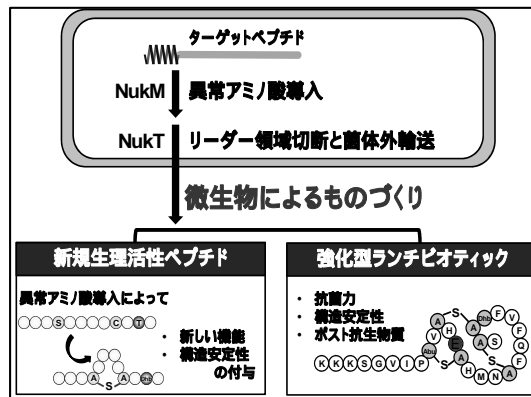 ターゲットペプチド
NukM 異常アミノ酸導入
NukT リーダー領域切断と菌体外輸送
微生物によるものづくり
新規生理活性ペプチド
異常アミノ酸導入によって
S C T
・ 新しい機能
・ 構造安定性
の付与
A S A Dhb
強化型ランチビオティック
・ 抗菌力
・ 構造安定性
・ ポスト抗生物質
K K K S G V I P Abu V A H S E A H M N A F Q F V F Dhb A S A S